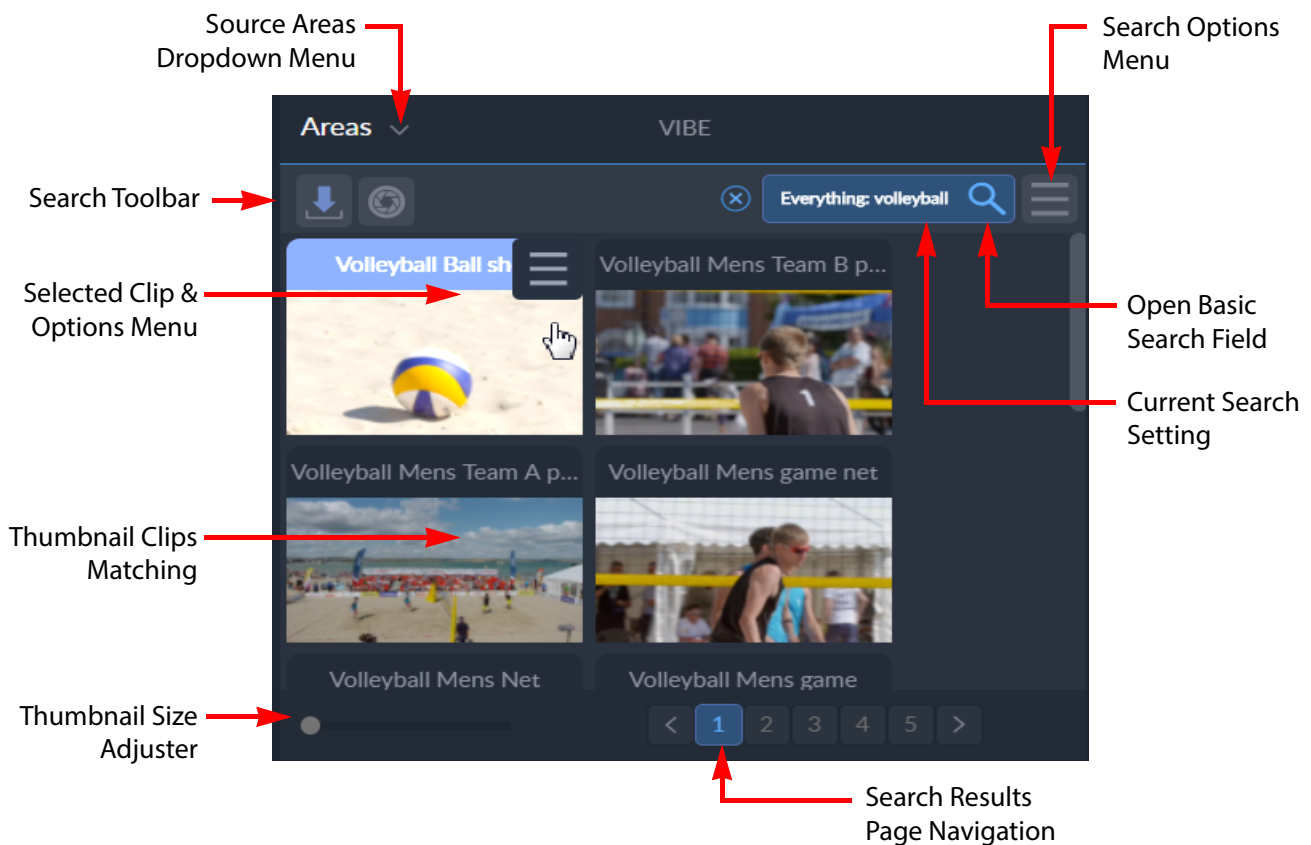 Source Areas
Dropdown Menu
Search Options
Menu
Areas
VIBE
Search Toolbar
Everything: volleyball
Selected Clip &
Options Menu
Volleyball Ball sh
Volleyball Mens Team B p...
1
Open Basic
Search Field
Current Search
Setting
Volleyball Mens Team A p...
Volleyball Mens game net
Thumbnail Clips
Matching
Volleyball Mens Net
Volleyball Mens game
Thumbnail Size
Adjuster
< 1 2 3 4 5 >
Search Results
Page Navigation